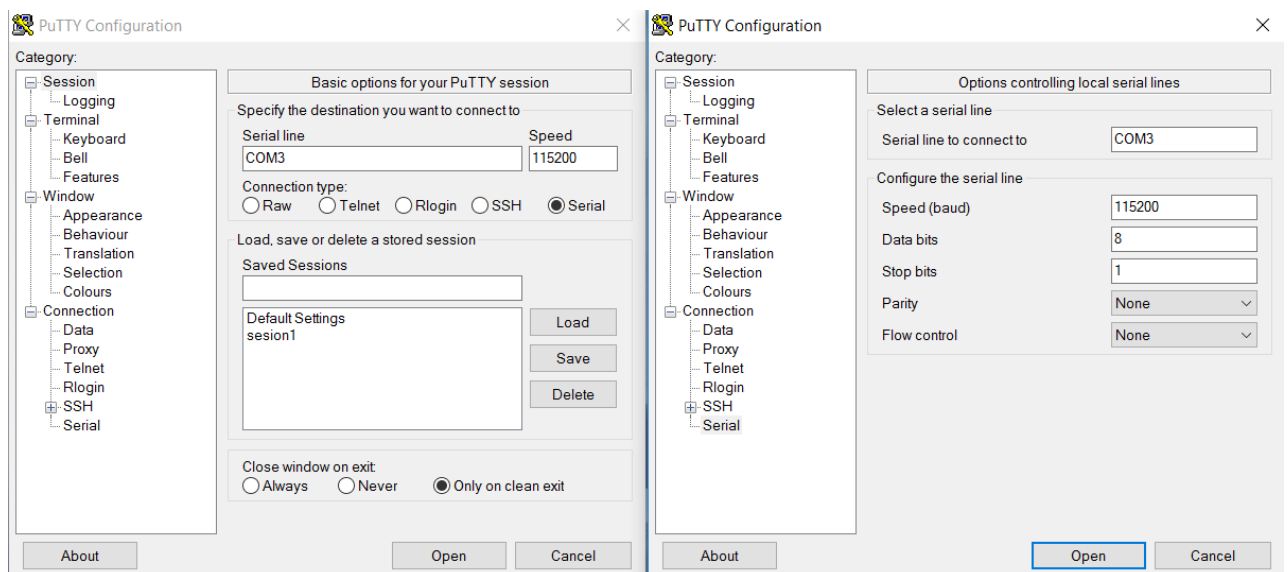 PuTTY Configuration
Category:
Session
Logging
Terminal
Keyboard
Bell
Features
Window
Appearance
Behaviour
Translation
Selection
Colours
Connection
Data
Proxy
Telnet
Rlogin
SSH
Serial
Basic options for your PuTTY session
Specify the destination you want to connect to
Serial line Speed
COM3 115200
Connection type:
Raw Telnet Rlogin SSH Serial
Load, save or delete a stored session
Saved Sessions
Default Settings
sesion1
Load
Save
Delete
Close window on exit:
Always Never Only on clean exit
About Open Cancel
PuTTY Configuration
Category:
Session
Logging
Terminal
Keyboard
Bell
Features
Window
Appearance
Behaviour
Translation
Selection
Colours
Connection
Data
Proxy
Telnet
Rlogin
SSH
Serial
Options controlling local serial lines
Select a serial line
Serial line to connect to COM3
Configure the serial line
Speed (baud) 115200
Data bits 8
Stop bits 1
Parity None
Flow control None
About Open Cancel